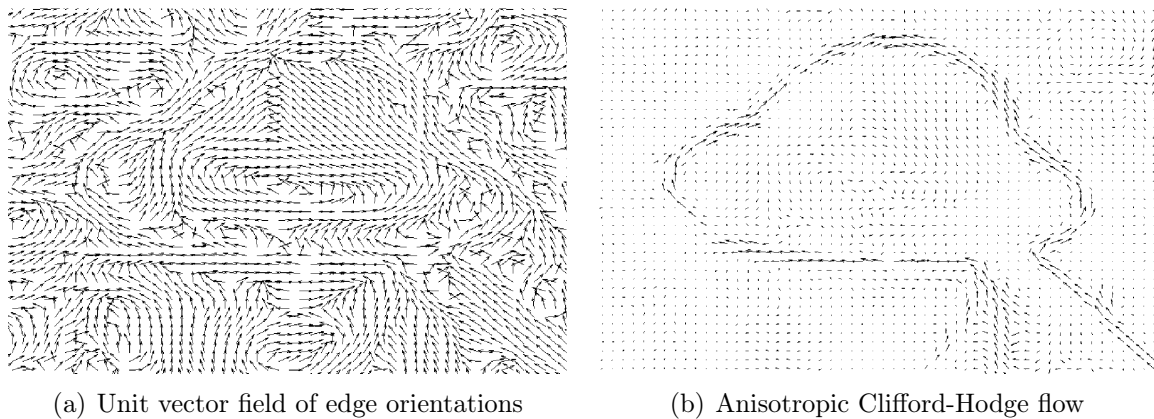 (a) Unit vector field of edge orientations
(b) Anisotropic Clifford-Hodge flow